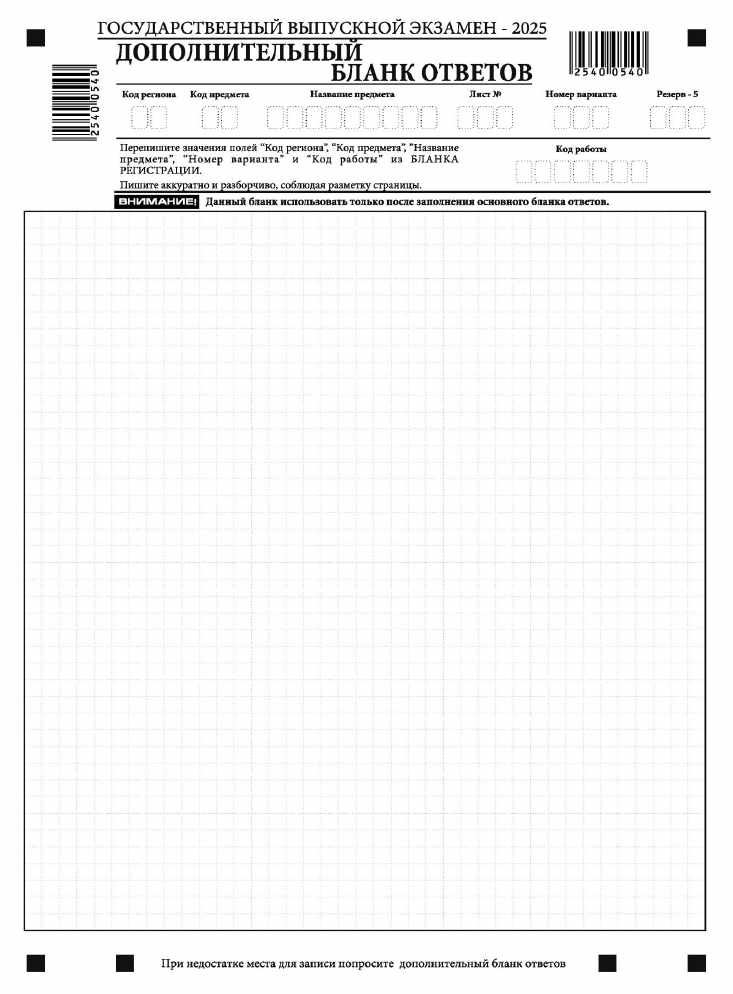 ГОСУДАРСТВЕННЫЙ ВЫПУСКНОЙ ЭКЗАМЕН - 2025
ДОПОЛНИТЕЛЬНЫЙ
БЛАНК ОТВЕТОВ
2540 0540
2540 0540
Код региона Код предмета Название предмета Лист № Номер варианта Резерв - 5
Перепишите значения полей “Код региона”, “Код предмета”, ”Название
предмета”, “Номер варианта” и “Код работы” из БЛАНКА
РЕГИСТРАЦИИ.
Пишите аккуратно и разборчиво, соблюдая разметку страницы.
Код работы
ВНИМАНИЕ! Данный бланк использовать только после заполнения основного бланка ответов.
При недостатке места для записи попросите дополнительный бланк ответов